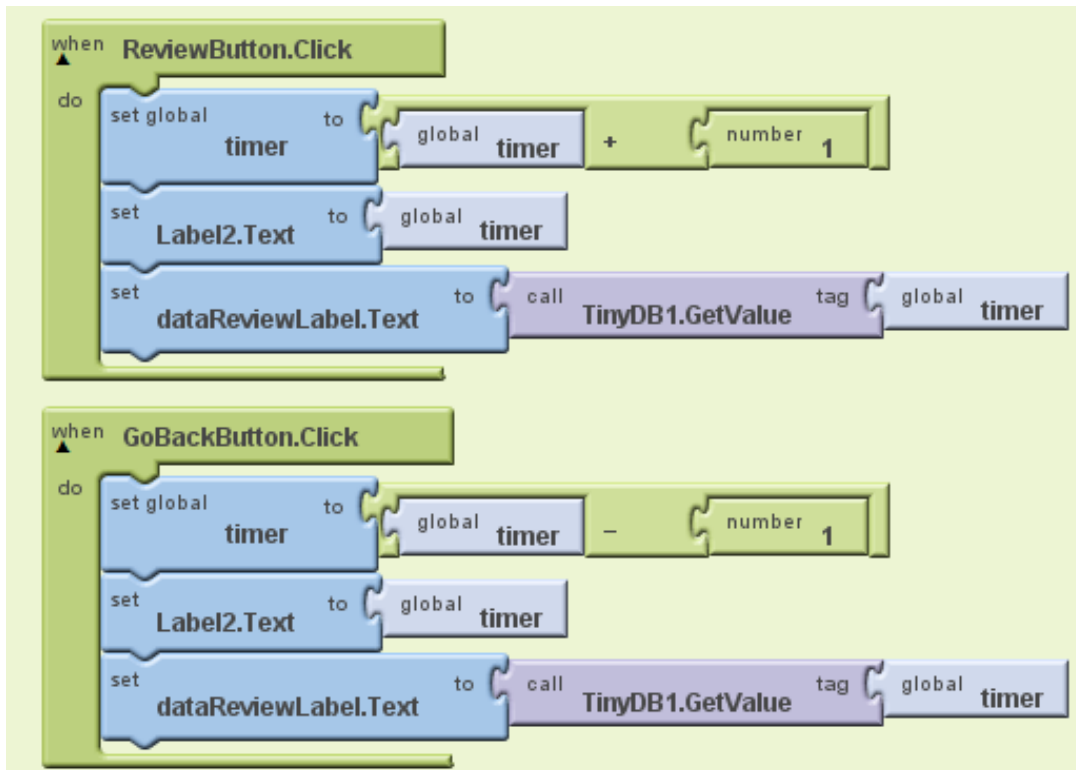 when ReviewButton.Click
do
set global timer to global timer + number 1
set Label2.Text to global timer
set dataReviewLabel.Text to call TinyDB1.GetValue tag global timer
when GoBackButton.Click
do
set global timer to global timer - number 1
set Label2.Text to global timer
set dataReviewLabel.Text to call TinyDB1.GetValue tag global timer